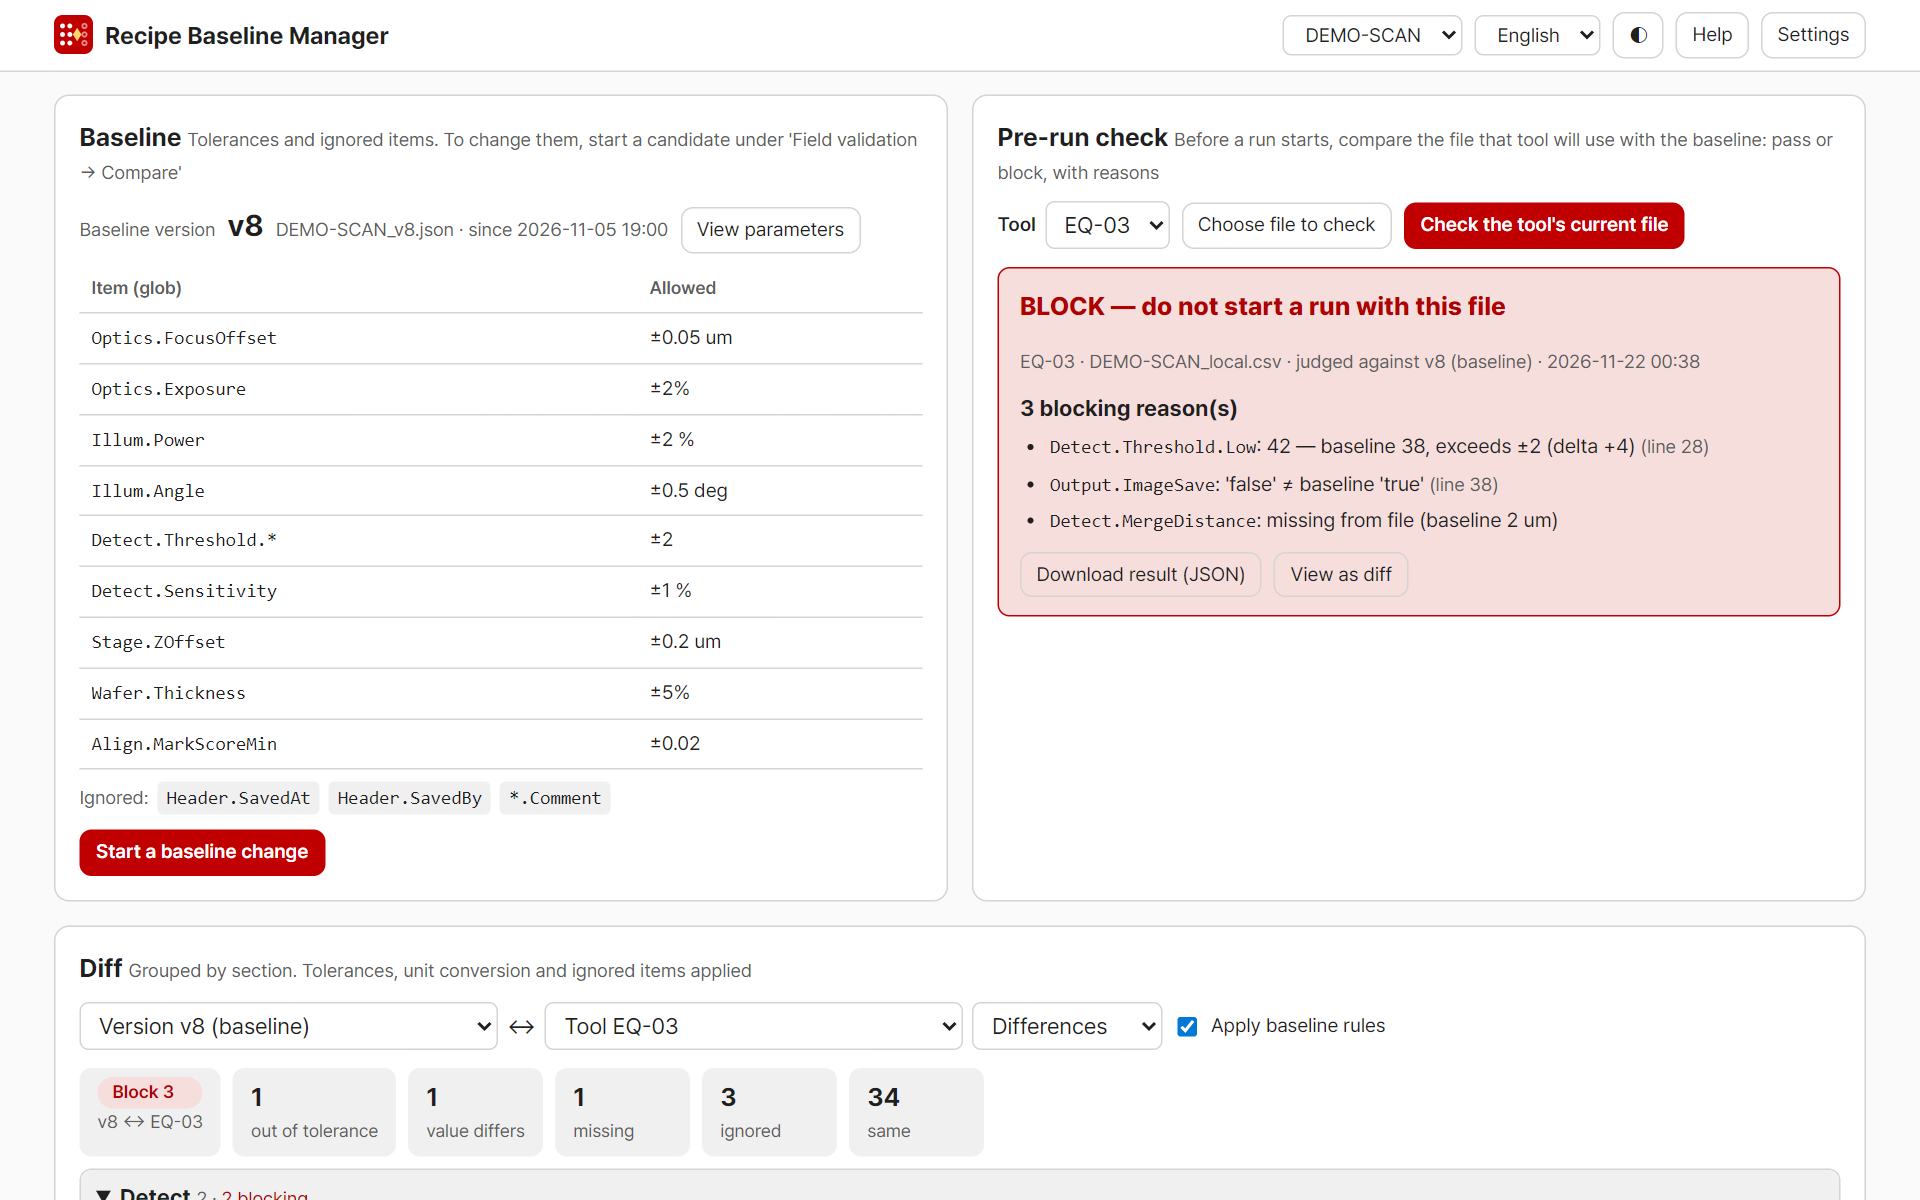 Recipe Baseline Manager
DEMO-SCAN
English
Help
Settings
Baseline Tolerances and ignored items. To change them, start a candidate under 'Field validation
→ Compare'
Baseline version v8 DEMO-SCAN_v8.json · since 2026-11-05 19:00 View parameters
Item (glob) Allowed
Optics.FocusOffset ±0.05 um
Optics.Exposure ±2%
Illum.Power ±2 %
Illum.Angle ±0.5 deg
Detect.Threshold.* ±2
Detect.Sensitivity ±1 %
Stage.ZOffset ±0.2 um
Wafer.Thickness ±5%
Align.MarkScoreMin ±0.02
Ignored: Header.SavedAt Header.SavedBy *.Comment
Start a baseline change
Pre-run check Before a run starts, compare the file that tool will use with the baseline: pass or
block, with reasons
Tool EQ-03 Choose file to check Check the tool's current file
BLOCK — do not start a run with this file
EQ-03 · DEMO-SCAN_local.csv · judged against v8 (baseline) · 2026-11-22 00:38
3 blocking reason(s)
• Detect.Threshold.Low: 42 — baseline 38, exceeds ±2 (delta +4) (line 28)
• Output.ImageSave: 'false' ≠ baseline 'true' (line 38)
• Detect.MergeDistance: missing from file (baseline 2 um)
Download result (JSON) View as diff
Diff Grouped by section. Tolerances, unit conversion and ignored items applied
Version v8 (baseline) ↔ Tool EQ-03 Differences Apply baseline rules
Block 3
v8 ↔ EQ-03
1
out of tolerance
1
value differs
1
missing
3
ignored
34
same
▼ Detect 2 · 2 blocking